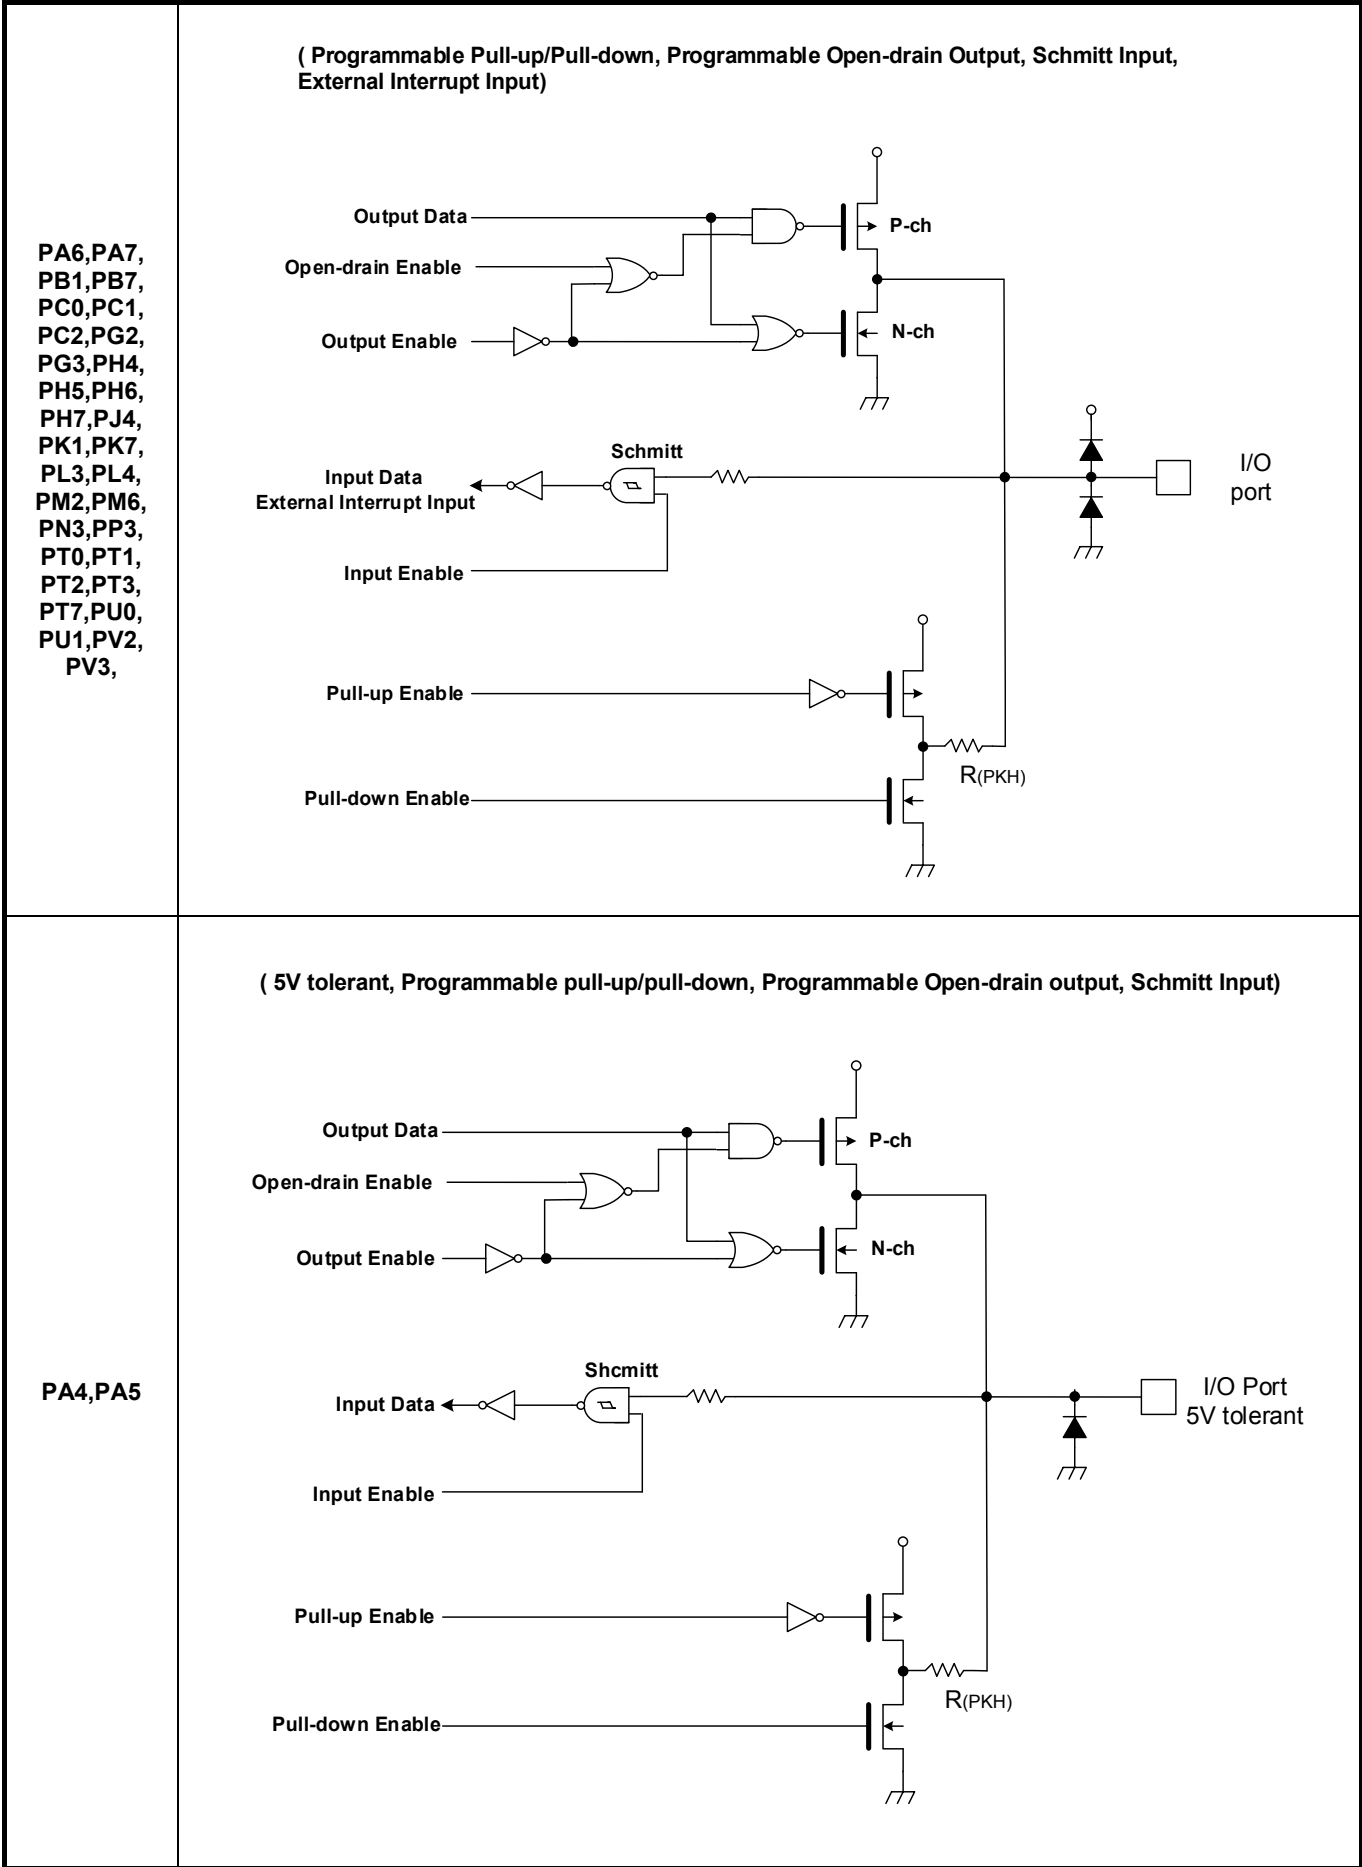 ( Programmable Pull-up/Pull-down, Programmable Open-drain Output, Schmitt Input,
External Interrupt Input)
PA6,PA7,
PB1,PB7,
PC0,PC1,
PC2,PG2,
PG3,PH4,
PH5,PH6,
PH7,PJ4,
PK1,PK7,
PL3,PL4,
PM2,PM6,
PN3,PP3,
PT0,PT1,
PT2,PT3,
PT7,PU0,
PU1,PV2,
PV3,
Output Data
P-ch
Open-drain Enable
Output Enable
N-ch
Schmitt
Input Data
External Interrupt Input
I/O
port
Input Enable
Pull-up Enable
R(PKH)
Pull-down Enable
( 5V tolerant, Programmable pull-up/pull-down, Programmable Open-drain output, Schmitt Input)
PA4,PA5
Output Data
P-ch
Open-drain Enable
Output Enable
N-ch
Shcmitt
Input Data
I/O Port
5V tolerant
Input Enable
Pull-up Enable
R(PKH)
Pull-down Enable